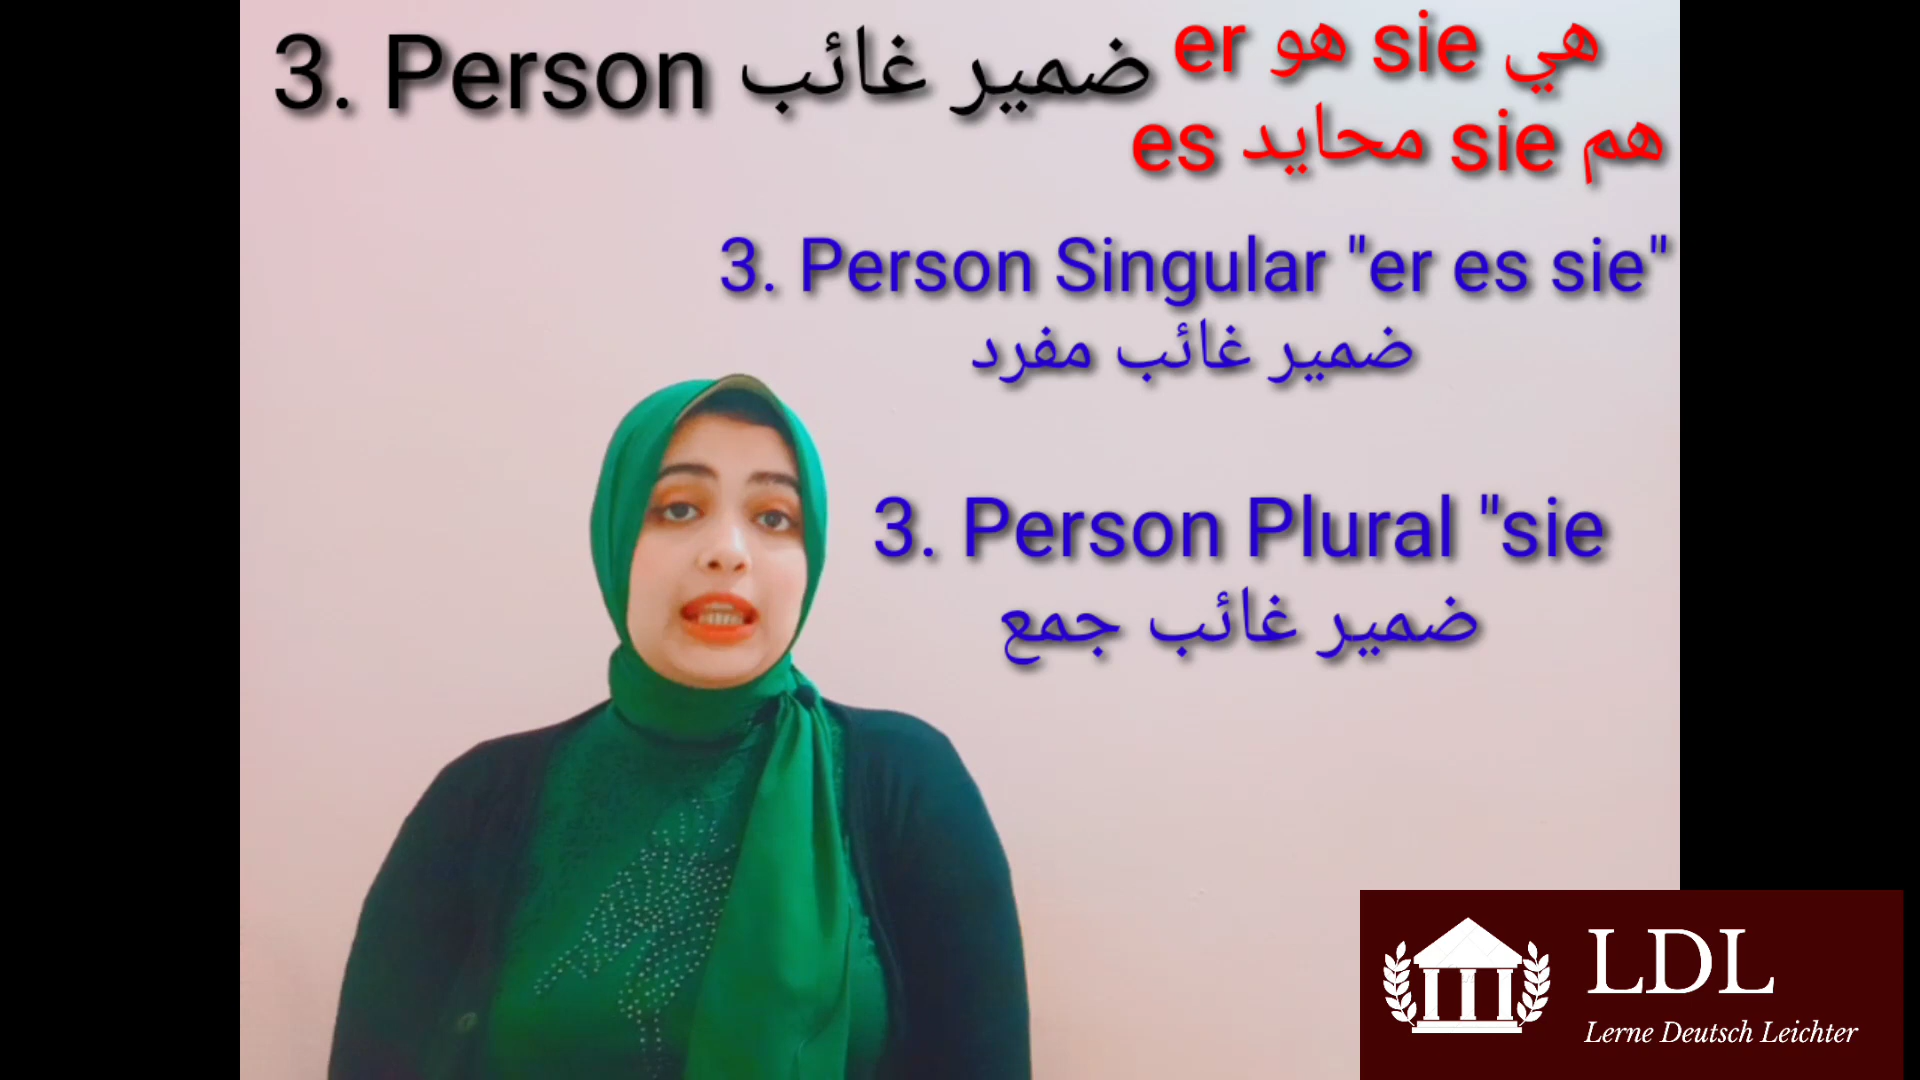 3. Person ضمير غائب
er هو sie هي
es محايد sie هم
3. Person Singular "er es sie"
ضمير غائب مفرد
3. Person Plural "sie
ضمير غائب جمع
LDL
Lerne Deutsch Leichter